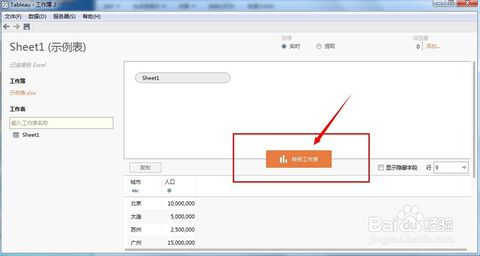 Tableau - 工作簿 2
文件(F) 数据(D) 服务器(S) 帮助(H)
Sheet1 (示例表)
连接
实时 提取
筛选器
0 添加...
已连接到 Excel
工作簿
示例表.xlsx
工作表
输入工作表名称
Sheet1
Sheet1
转到工作表
复制
显示隐藏字段 行 9
城市 人口
Abc
北京 10,000,000
大连 5,000,000
苏州 2,500,000
广州 15,000,000
Baidu 经验
jingyan.baidu.com